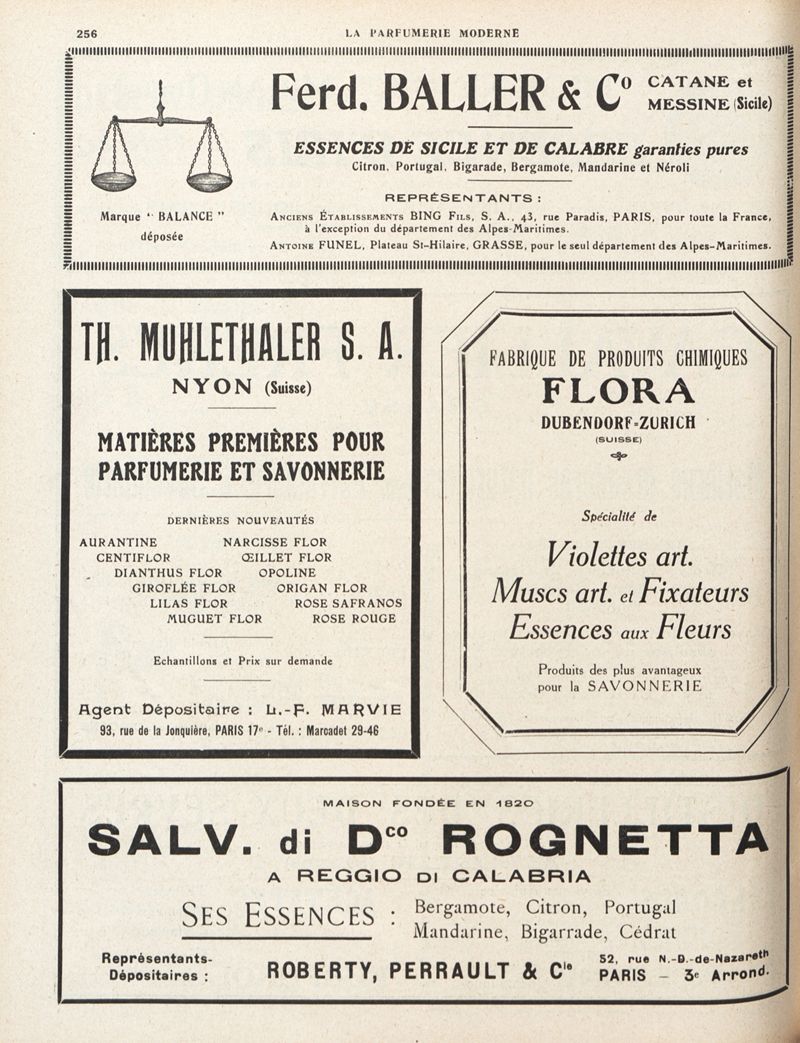 256
LA PARFUMERIE MODERNE
Ferd. BALLER & Cº
CATANE et
MESSINE (Sicile)
ESSENCES DE SICILE ET DE CALABRE garanties pures
Citron, Portugal, Bigarade, Bergamote, Mandarine et Néroli
REPRÉSENTANTS :
Marque " BALANCE "
déposée
ANCIENS ÉTABLISSEMENTS BING FILS, S. A., 43, rue Paradis, PARIS, pour toute la France,
à l'exception du département des Alpes-Maritimes.
ANTOINE FUNEL, Plateau St-Hilaire, GRASSE, pour le seul département des Alpes-Maritimes.
TH. MUHLETHALER S. A.
NYON (Suisse)
MATIÈRES PREMIÈRES POUR
PARFUMERIE ET SAVONNERIE
DERNIÈRES NOUVEAUTÉS
AURANTINE NARCISSE FLOR
CENTIFLOR ŒILLET FLOR
DIANTHUS FLOR OPOLINE
GIROFLÉE FLOR ORIGAN FLOR
LILAS FLOR ROSE SAFRANOS
MUGUET FLOR ROSE ROUGE
Echantillons et Prix sur demande
Agent Dépositaire : L.-F. MARVIE
93, rue de la Jonquière, PARIS 17e - Tél. : Marcadet 29-46
FABRIQUE DE PRODUITS CHIMIQUES
FLORA
DUBENDORF-ZURICH
(SUISSE)
Spécialité de
Violettes art.
Muscs art. et Fixateurs
Essences aux Fleurs
Produits des plus avantageux
pour la SAVONNERIE
MAISON FONDÉE EN 1820
SALV. di Dco ROGNETTA
A REGGIO DI CALABRIA
SES ESSENCES :
Bergamote, Citron, Portugal
Mandarine, Bigarrade, Cédrat
Représentants-
Dépositaires :
ROBERTY, PERRAULT & Cie
52, rue N.-D.-de-Nazareth
PARIS — 3e Arrond.